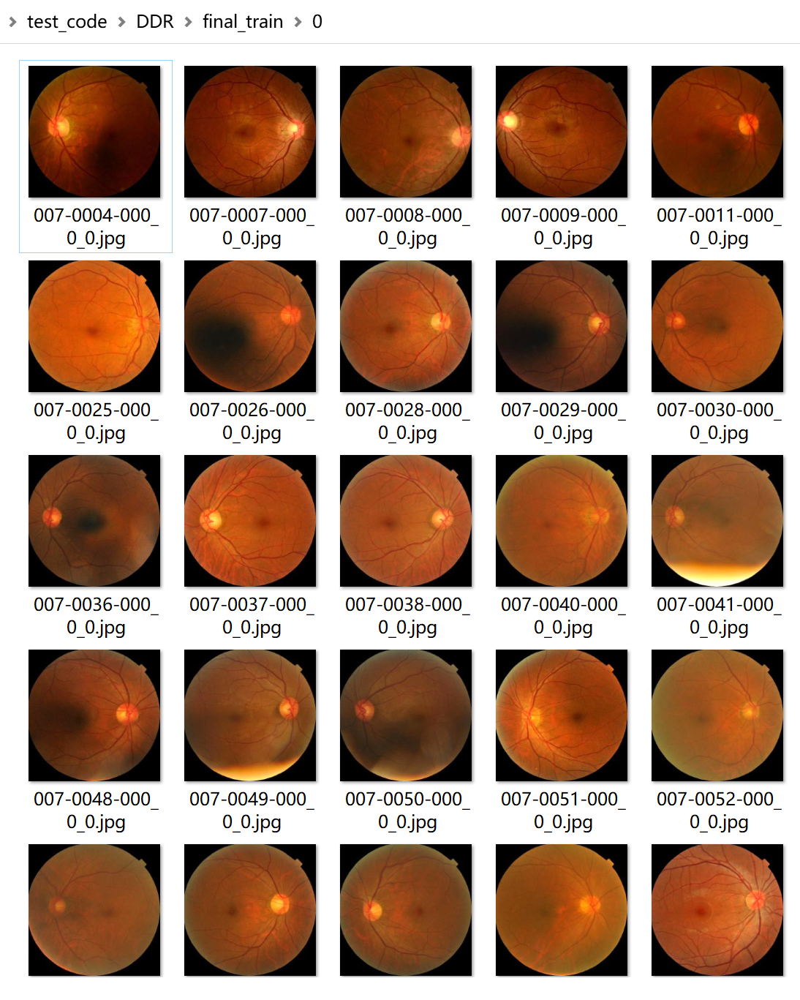 test_code > DDR > final_train > 0
007-0004-000_ 007-0007-000_ 007-0008-000_ 007-0009-000_ 007-0011-000_
0_0.jpg 0_0.jpg 0_0.jpg 0_0.jpg 0_0.jpg
007-0025-000_ 007-0026-000_ 007-0028-000_ 007-0029-000_ 007-0030-000_
0_0.jpg 0_0.jpg 0_0.jpg 0_0.jpg 0_0.jpg
007-0036-000_ 007-0037-000_ 007-0038-000_ 007-0040-000_ 007-0041-000_
0_0.jpg 0_0.jpg 0_0.jpg 0_0.jpg 0_0.jpg
007-0048-000_ 007-0049-000_ 007-0050-000_ 007-0051-000_ 007-0052-000_
0_0.jpg 0_0.jpg 0_0.jpg 0_0.jpg 0_0.jpg